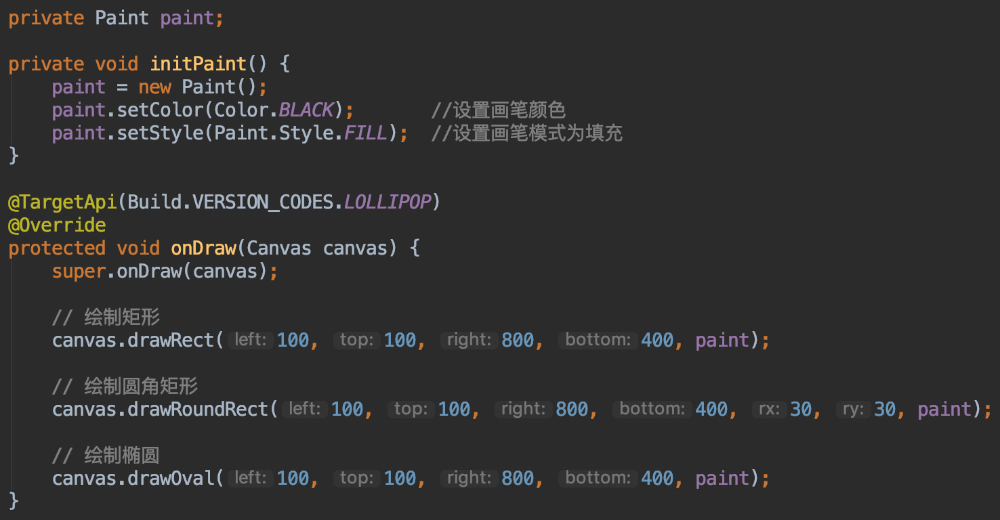 private Paint paint;
private void initPaint() {
paint = new Paint();
paint.setColor(Color.BLACK);       //设置画笔颜色
paint.setStyle(Paint.Style.FILL);  //设置画笔模式为填充
}
@TargetApi(Build.VERSION_CODES.LOLLIPOP)
@Override
protected void onDraw(Canvas canvas) {
super.onDraw(canvas);
// 绘制矩形
canvas.drawRect( left: 100, top: 100, right: 800, bottom: 400, paint);
// 绘制圆角矩形
canvas.drawRoundRect( left: 100, top: 100, right: 800, bottom: 400, rx: 30, ry: 30, paint);
// 绘制椭圆
canvas.drawOval( left: 100, top: 100, right: 800, bottom: 400, paint);
}